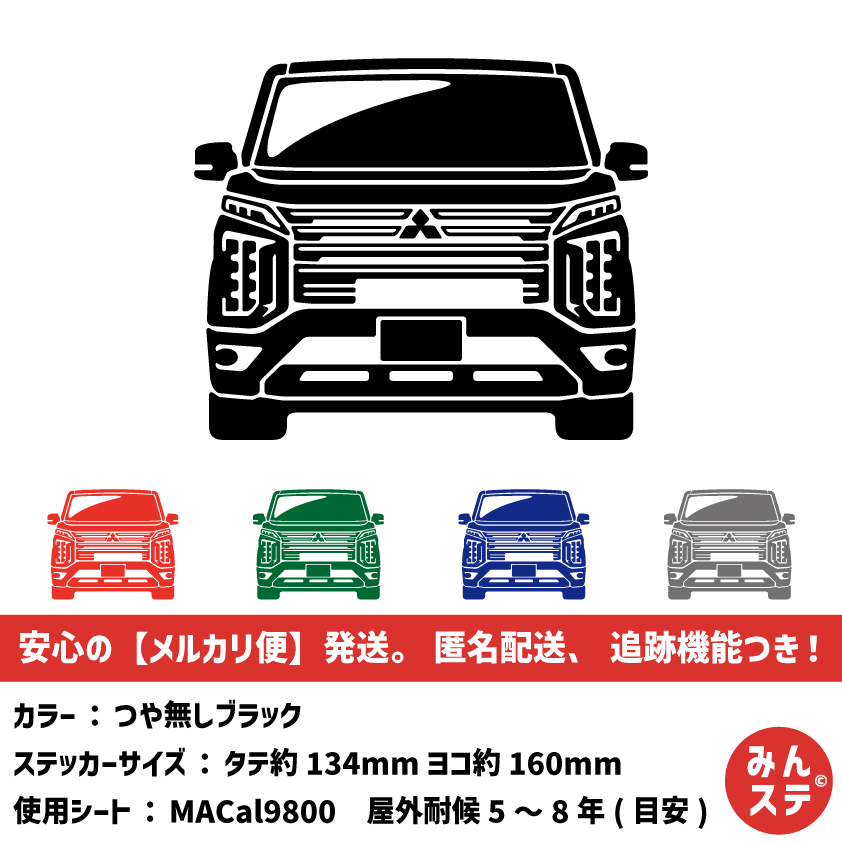 安心の【メルカリ便】発送。 匿名配送、 追跡機能つき！
カラー : つや無しブラック
ステッカーサイズ : タテ約 134mm ヨコ約 160mm
使用シート : MACal9800　屋外耐候 5 〜 8 年 ( 目安 )
みん
ステ©